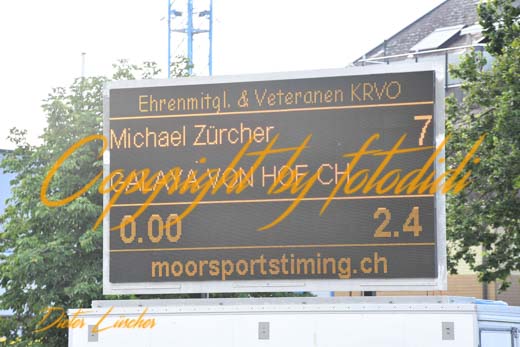 Ehrenmitgl. & Veteranen KRVO
Michael Zürcher 7
GALAYA VON HOF CH
Copyright by fotodidi
0.00 2.4
moorsportstiming.ch
Dieter Lüscher